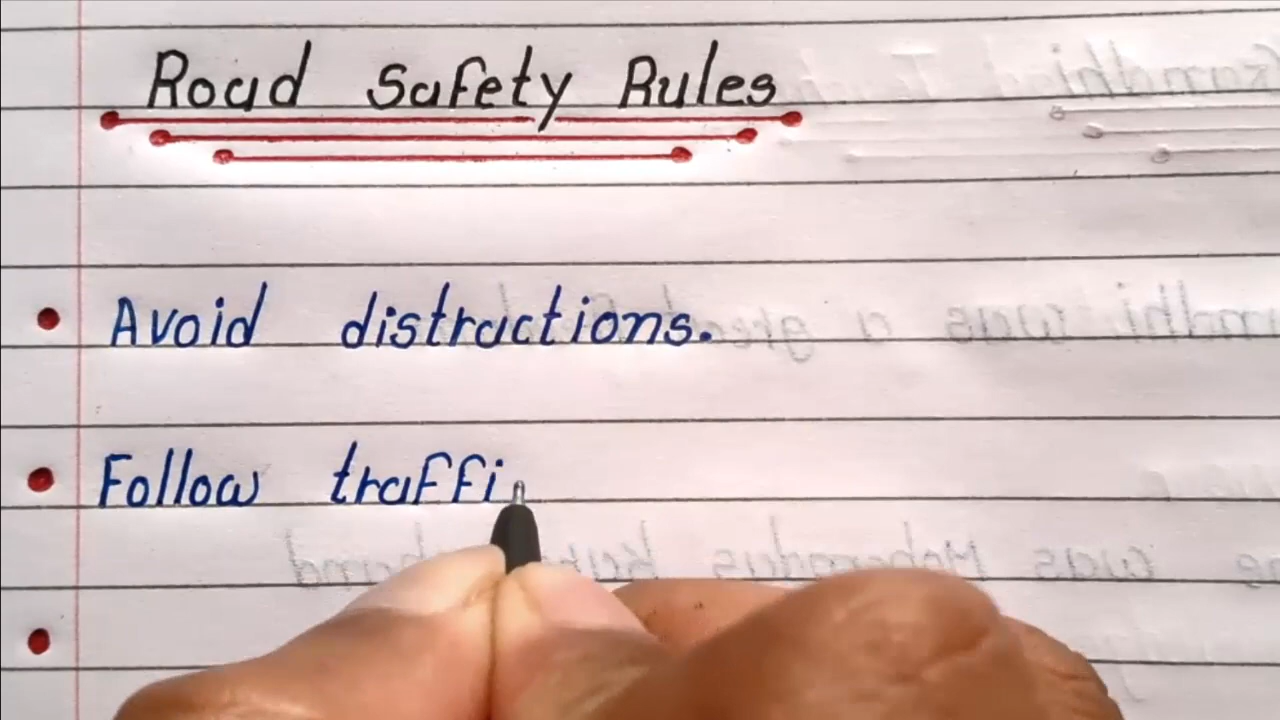 Road Safety Rules
• Avoid distractions.
• Follow traffi
•